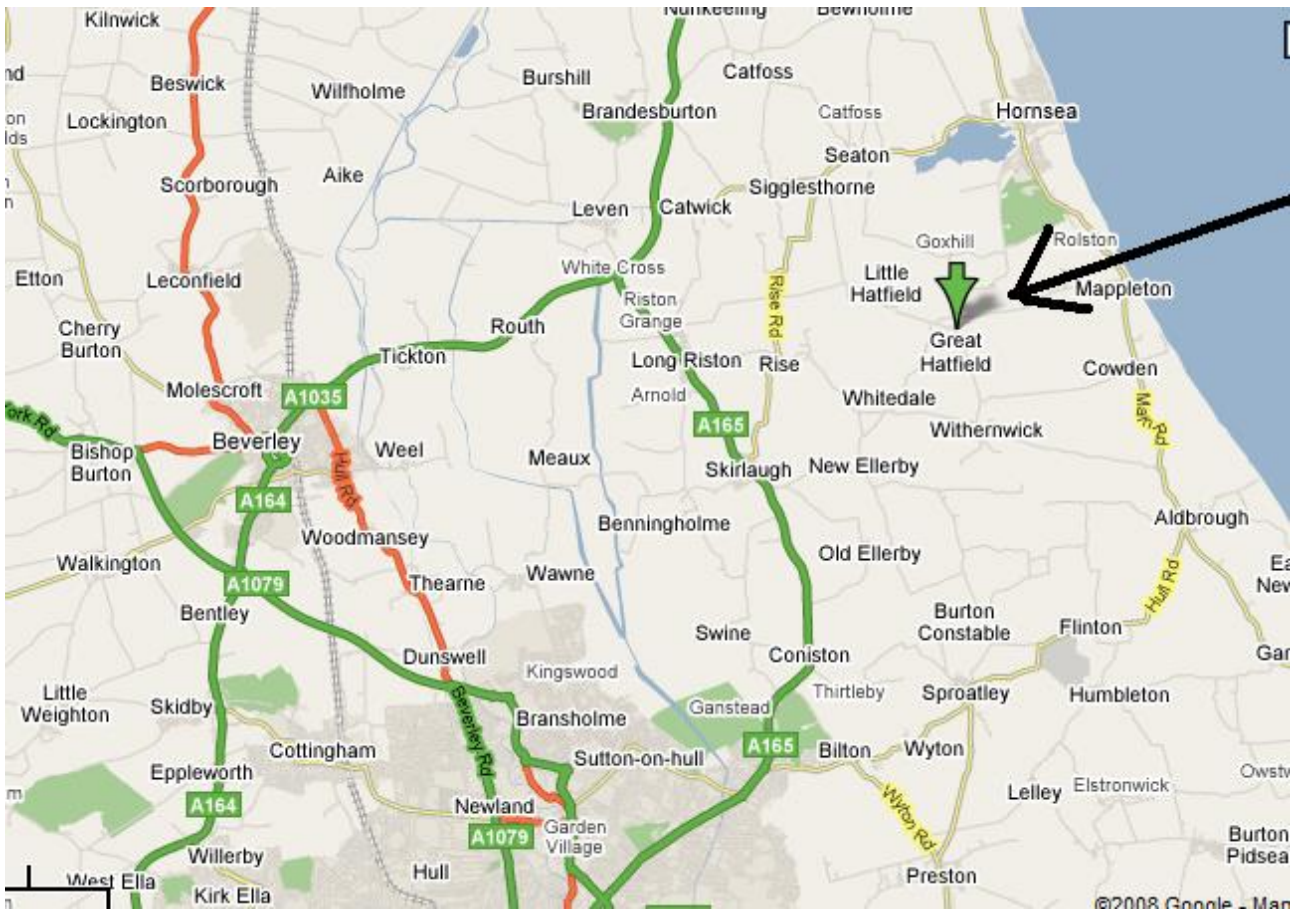 Nunkeeling
Bewholme
Kilnwick
Beswick
Lockington
Wilfholme
Burshill
Brandesburton
Catfoss
Catfoss
Hornsea
Seaton
Sigglesthorne
Scorborough
Aike
Leven
Catwick
Goxhill
Rolston
Etton
Leconfield
White Cross
Riston
Grange
Rise Rd
Little
Hatfield
Mappleton
Cherry
Burton
Routh
Tickton
Long Riston
Rise
Great
Hatfield
Cowden
Molescroft
A1035
Arnold
Whitedale
York Rd
Bishop
Burton
Beverley
Hull Rd
Weel
Meaux
A165
Skirlaugh
New Ellerby
Withernwick
A164
Woodmansey
Benningholme
Aldbrough
Walkington
A1079
Thearne
Wawne
Old Ellerby
Hull Rd
Bentley
Burton
Constable
Flinton
Swine
Dunswell
Kingswood
Coniston
Little
Weighton
Skidby
Beverley Rd
Bransholme
Ganstead
Thirtleby
Sproatley
Humbleton
Cottingham
Sutton-on-hull
A165
Bilton
Wyton
Eppleworth
A164
Newland
A1079
Garden
Village
Wyton Rd
Lelley
Elstronwick
Willerby
Hull
Burton
Pidsea
West Ella
Kirk Ella
Preston
©2008 Google - Map